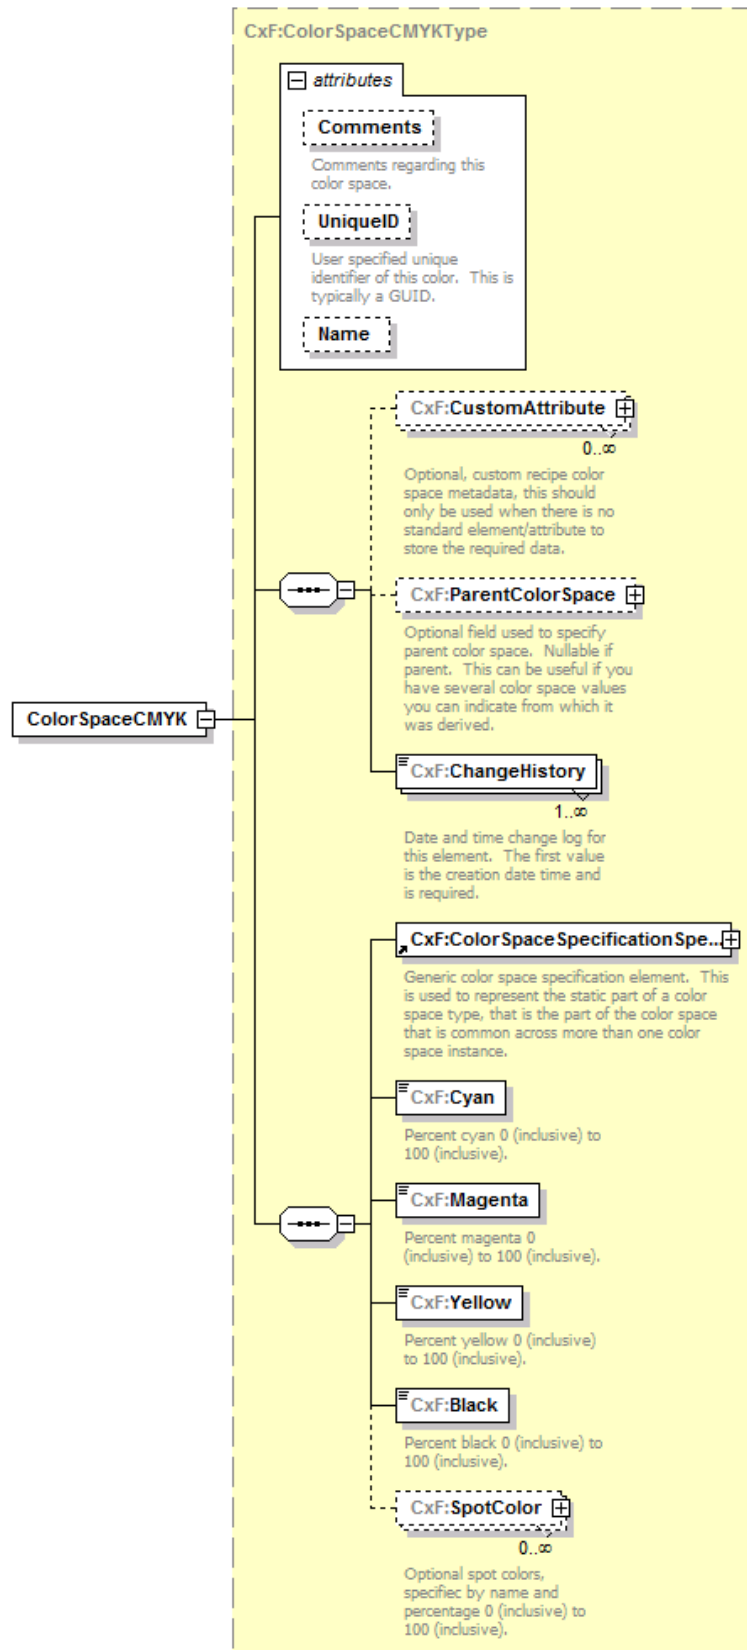 CxF:ColorSpaceCMYKType
attributes
Comments
Comments regarding this
color space.
UniqueID
User specified unique
identifier of this color. This is
typically a GUID.
Name
CxF:CustomAttribute
0..∞
Optional, custom recipe color
space metadata, this should
only be used when there is no
standard element/attribute to
store the required data.
CxF:ParentColorSpace
Optional field used to specify
parent color space. Nullable if
parent. This can be useful if you
have several color space values
you can indicate from which it
was derived.
ColorSpaceCMYK
CxF:ChangeHistory
1..∞
Date and time change log for
this element. The first value
is the creation date time and
is required.
CxF:ColorSpaceSpecificationSpe...
Generic color space specification element. This
is used to represent the static part of a color
space type, that is the part of the color space
that is common across more than one color
space instance.
CxF:Cyan
Percent cyan 0 (inclusive) to
100 (inclusive).
CxF:Magenta
Percent magenta 0
(inclusive) to 100 (inclusive).
CxF:Yellow
Percent yellow 0 (inclusive)
to 100 (inclusive).
CxF:Black
Percent black 0 (inclusive) to
100 (inclusive).
CxF:SpotColor
0..∞
Optional spot colors,
specifiec by name and
percentage 0 (inclusive) to
100 (inclusive).